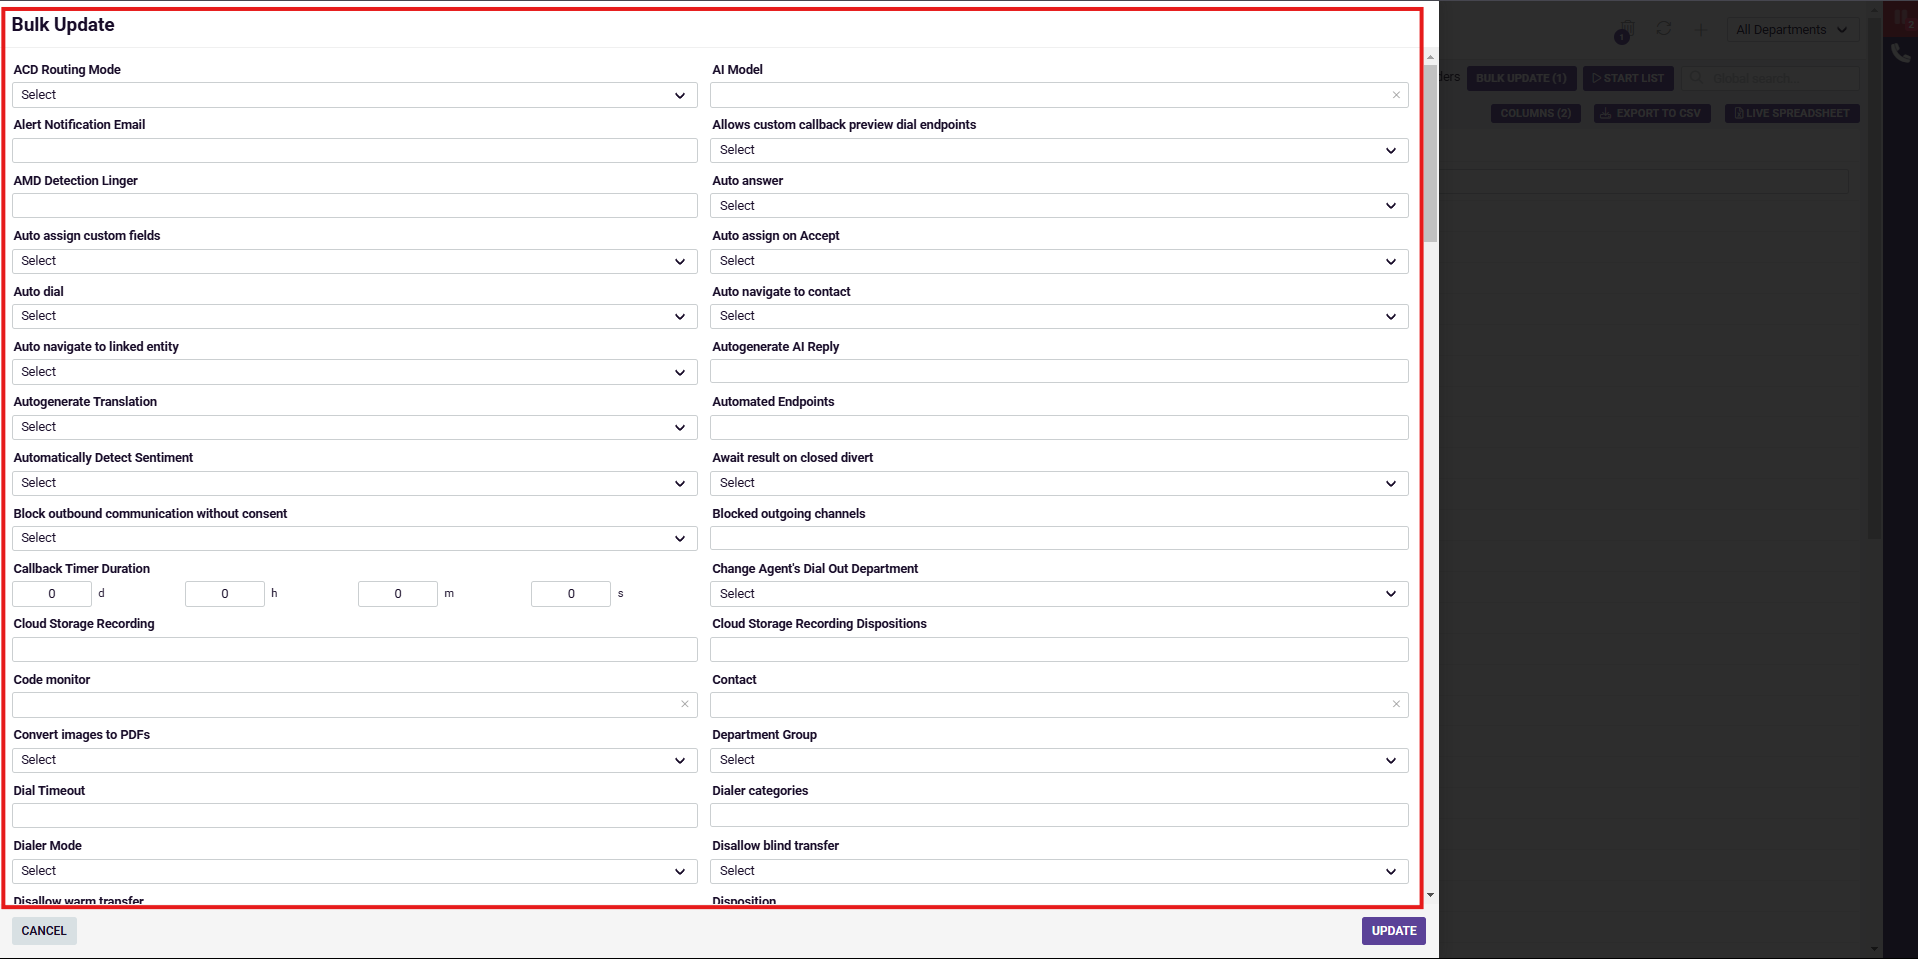 Bulk Update
ACD Routing Mode
Select
AI Model
Alert Notification Email
Allows custom callback preview dial endpoints
Select
AMD Detection Linger
Auto answer
Select
Auto assign custom fields
Select
Auto assign on Accept
Select
Auto dial
Select
Auto navigate to contact
Select
Auto navigate to linked entity
Select
Autogenerate AI Reply
Autogenerate Translation
Select
Automated Endpoints
Automatically Detect Sentiment
Select
Await result on closed divert
Select
Block outbound communication without consent
Select
Blocked outgoing channels
Callback Timer Duration
0 d 0 h 0 m 0 s
Change Agent's Dial Out Department
Select
Cloud Storage Recording
Cloud Storage Recording Dispositions
Code monitor
Contact
Convert images to PDFs
Select
Department Group
Select
Dial Timeout
Dialer categories
Dialer Mode
Select
Disallow blind transfer
Select
Disallow warm transfer
Disposition
CANCEL
UPDATE
1
All Departments
2
ders
BULK UPDATE (1)
START LIST
Global search...
COLUMNS (2)
EXPORT TO CSV
LIVE SPREADSHEET